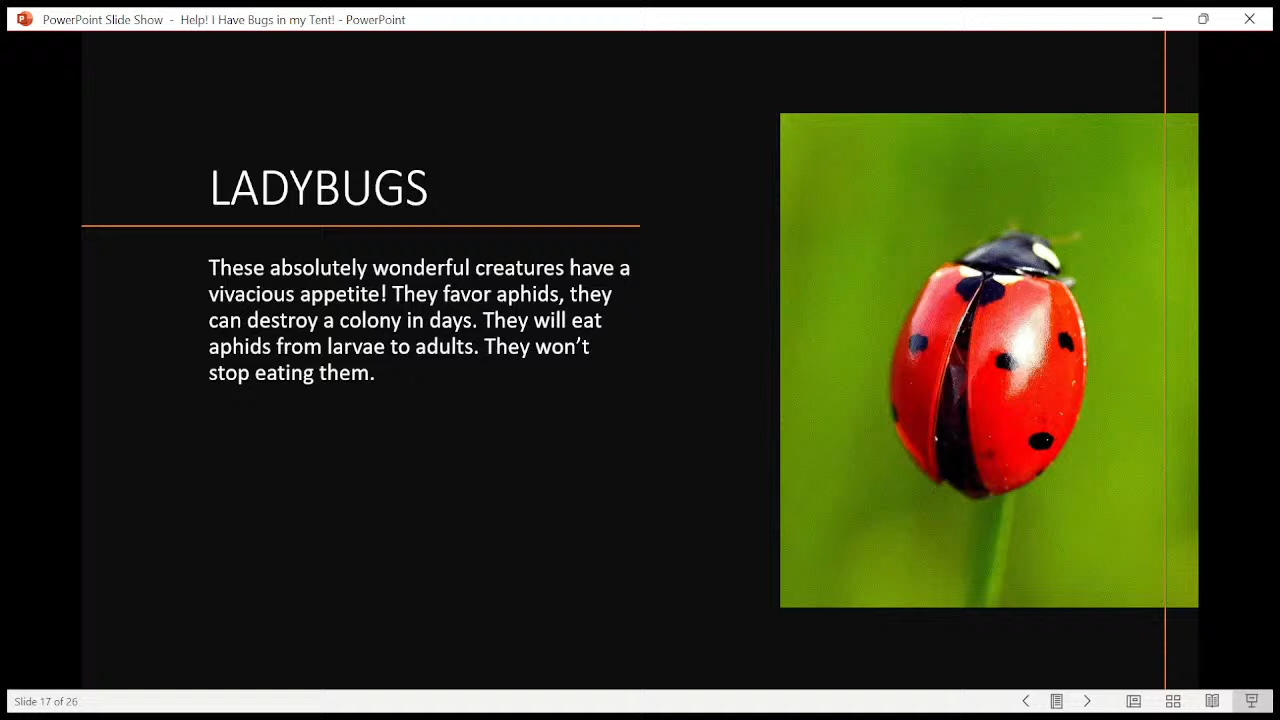 PowerPoint Slide Show - Help! I Have Bugs in my Tent! - PowerPoint
LADYBUGS
These absolutely wonderful creatures have a
vivacious appetite! They favor aphids, they
can destroy a colony in days. They will eat
aphids from larvae to adults. They won't
stop eating them.
Slide 17 of 26